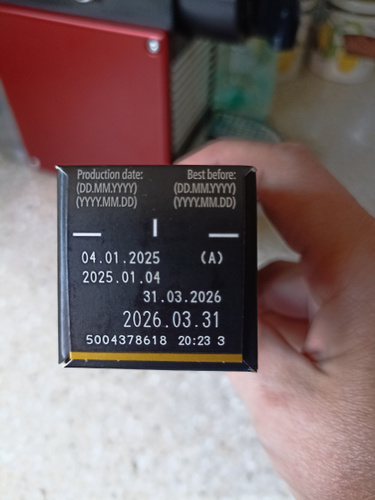 Production date: Best before:
(DD.MM.YYYY) (DD.MM.YYYY)
(YYYY.MM.DD) (YYYY.MM.DD)
04.01.2025 (A)
2025.01.04
31.03.2026
2026.03.31
5004378618 20:23 3